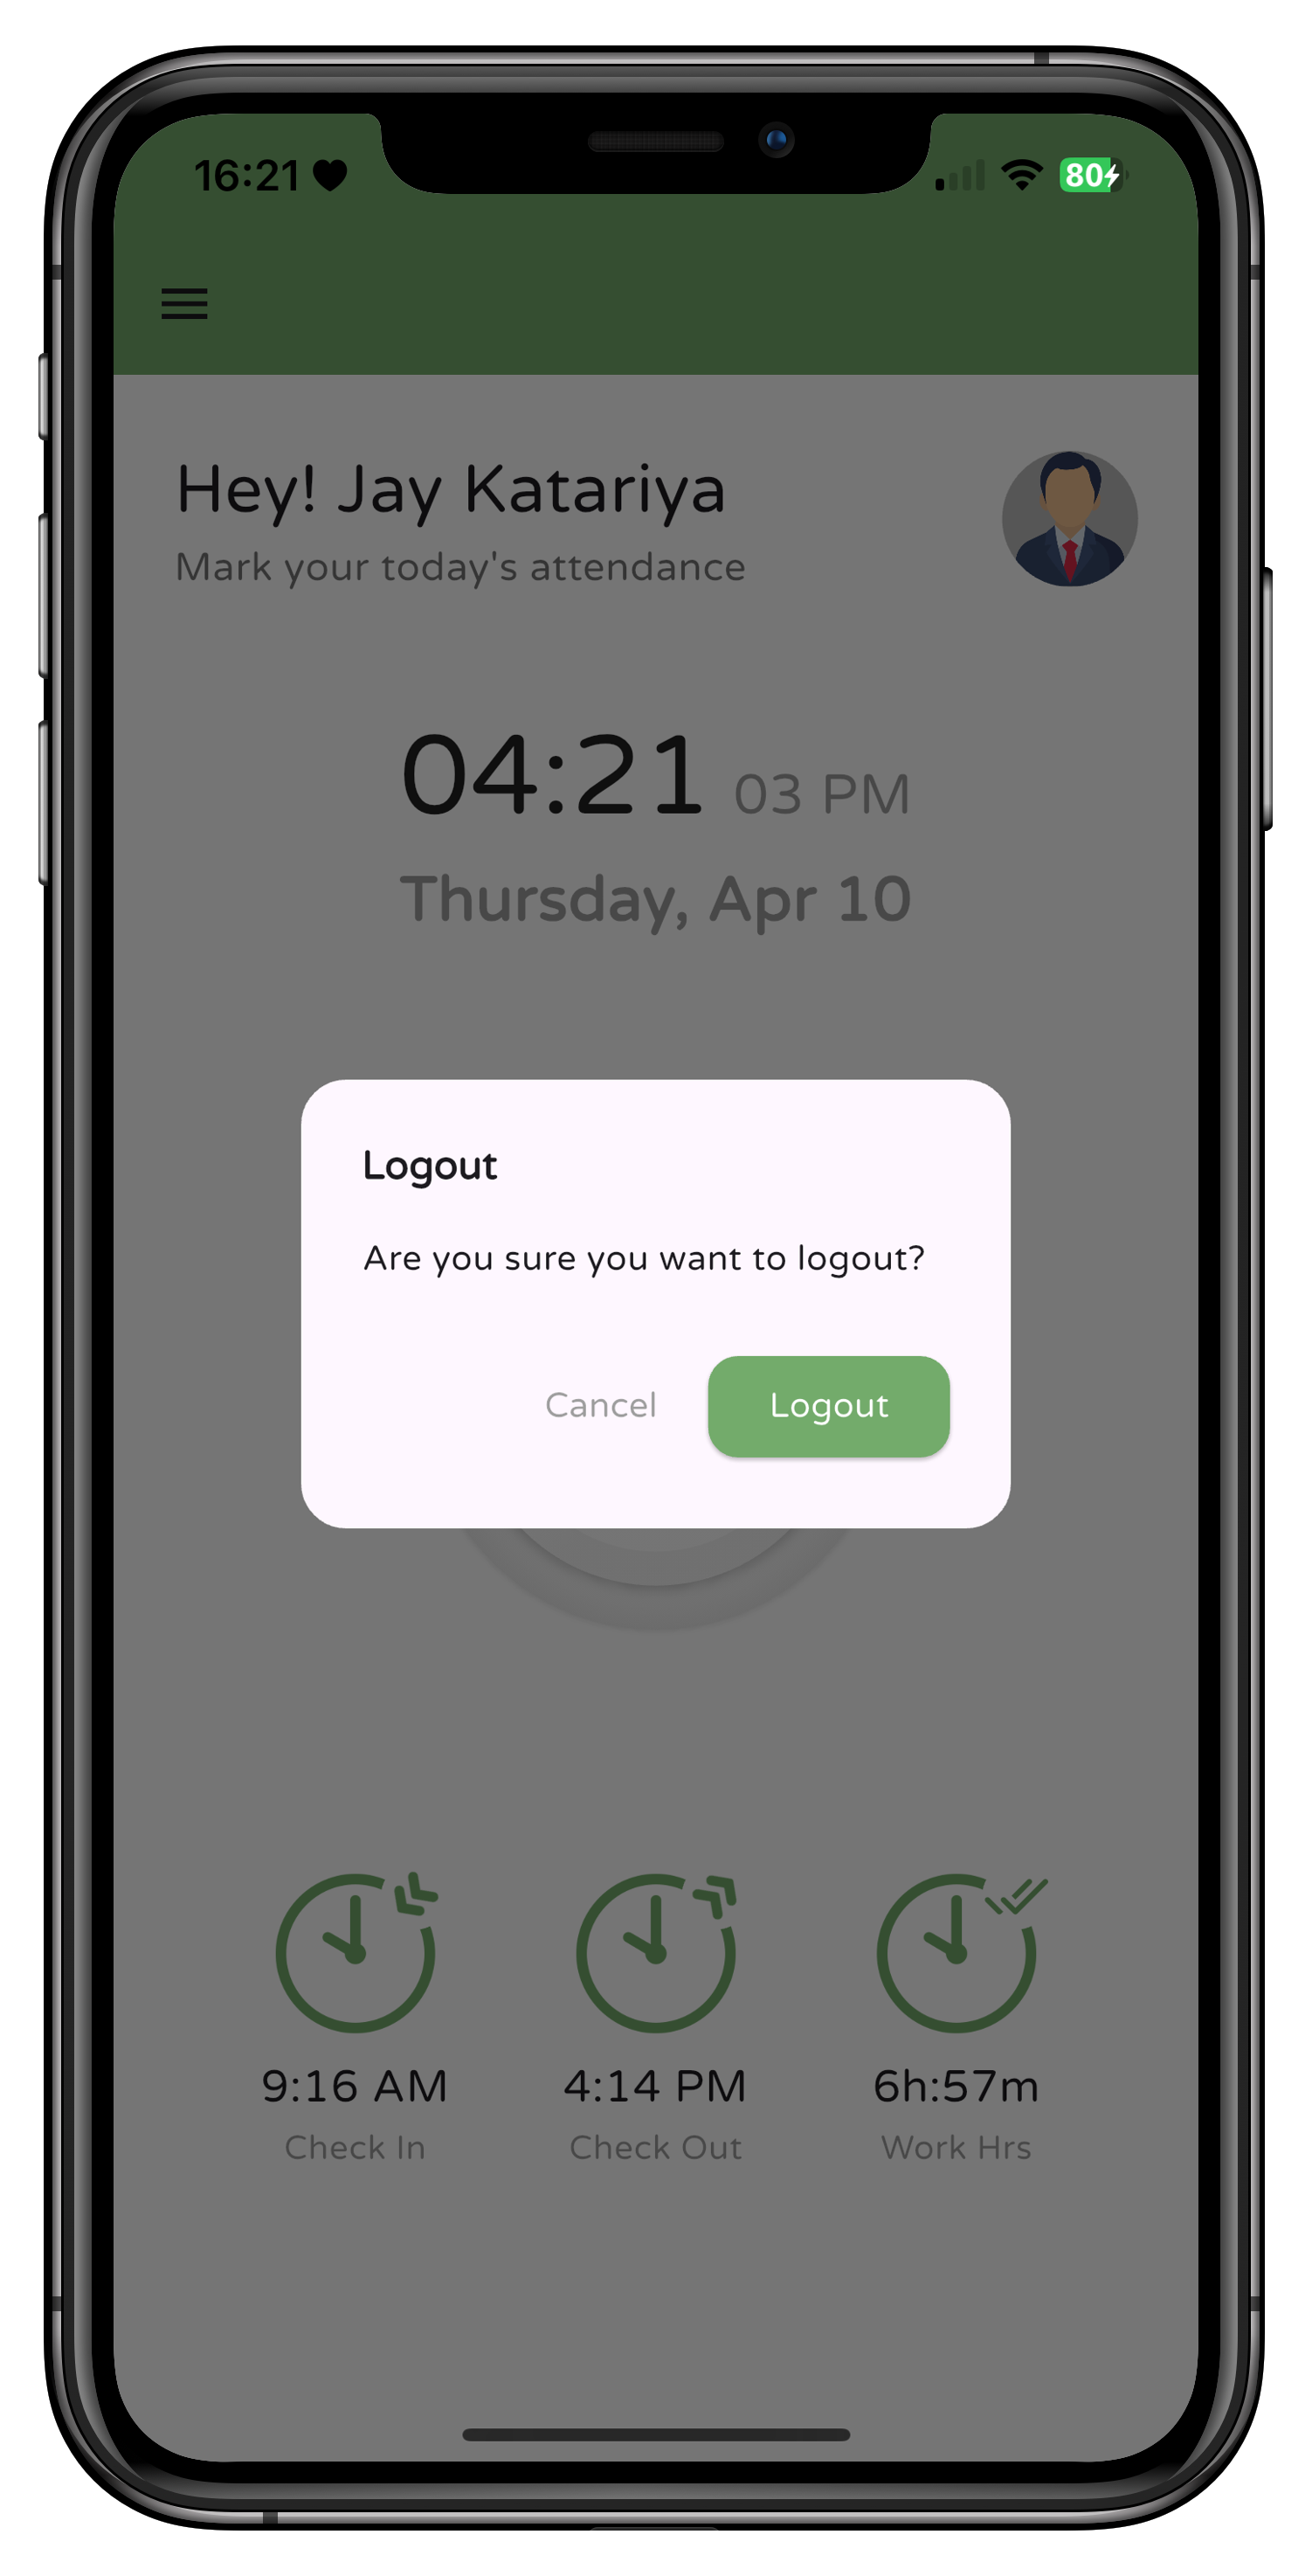 16:21
80
Hey! Jay Katariya
Mark your today's attendance
04:21 03 PM
Thursday, Apr 10
Logout
Are you sure you want to logout?
Cancel Logout
9:16 AM 4:14 PM 6h:57m
Check In Check Out Work Hrs